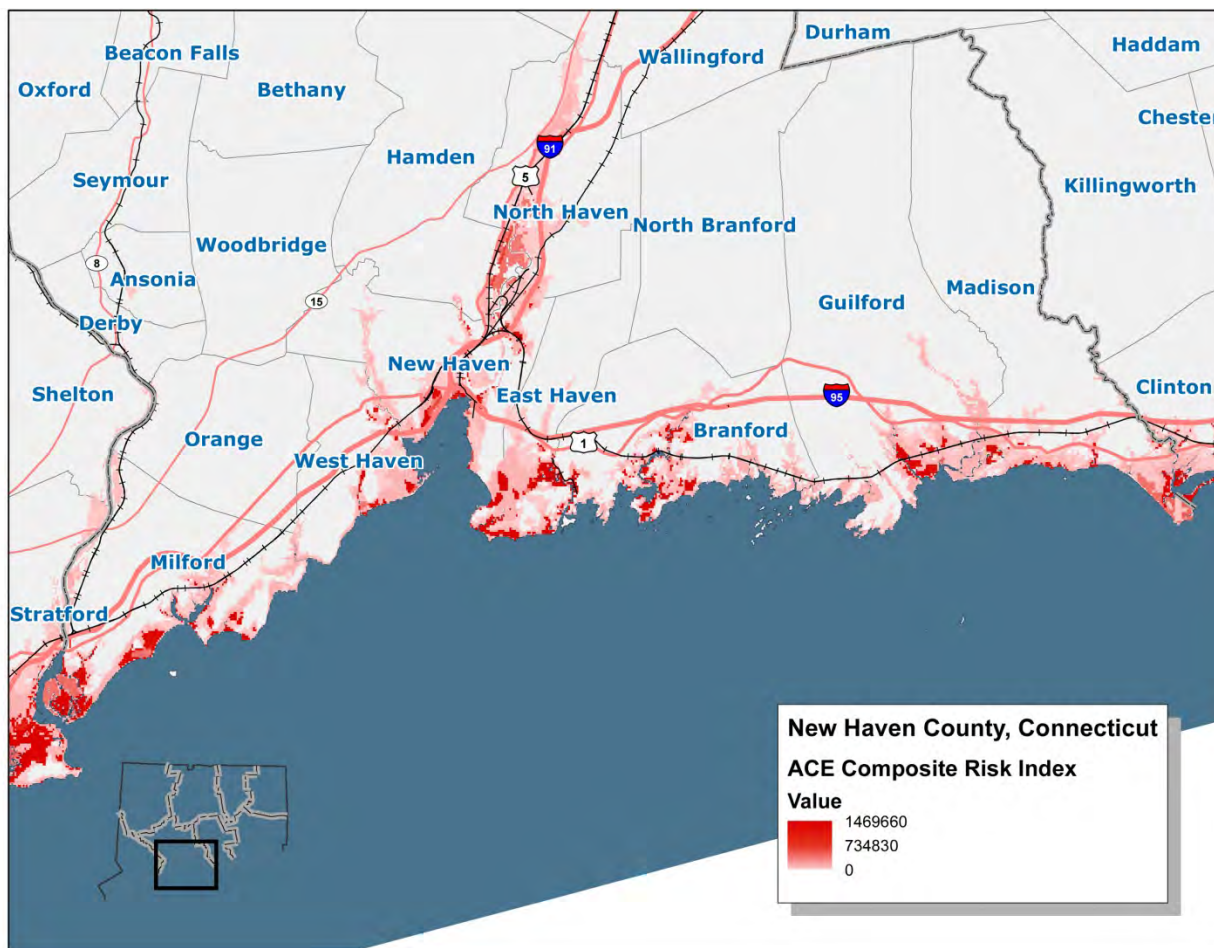 Durham
Haddam
Wallingford
Beacon Falls
Oxford
Bethany
Chester
91
Hamden
5
Seymour
Killingworth
North Haven
North Branford
Woodbridge
8
Ansonia
15
Madison
Guilford
Derby
New Haven
Shelton
East Haven
Clinton
95
Orange
Branford
1
West Haven
Milford
Stratford
New Haven County, Connecticut
ACE Composite Risk Index
Value
1469660
734830
0